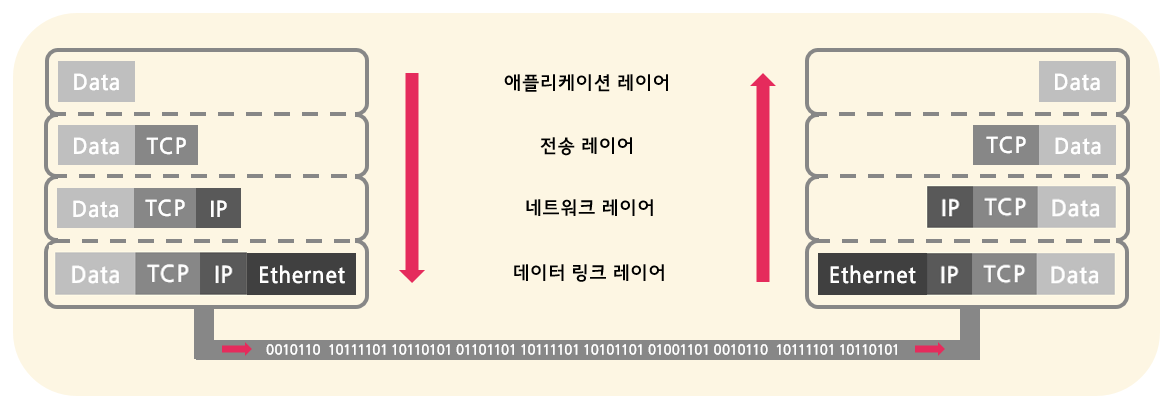 Data 애플리케이션 레이어 Data
Data TCP 전송 레이어 TCP Data
Data TCP IP 네트워크 레이어 IP TCP Data
Data TCP IP Ethernet 데이터 링크 레이어 Ethernet IP TCP Data
0010110 10111101 10110101 01101101 10111101 10101101 01001101 0010110 10111101 10110101